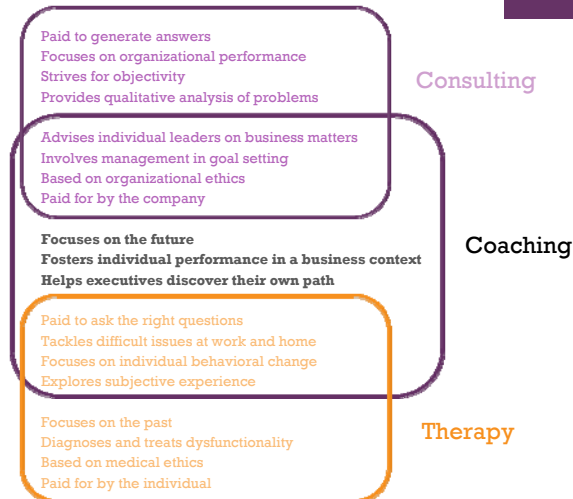 Paid to generate answers
Focuses on organizational performance
Strives for objectivity
Provides qualitative analysis of problems
Consulting
Advises individual leaders on business matters
Involves management in goal setting
Based on organizational ethics
Paid for by the company
Focuses on the future
Fosters individual performance in a business context
Helps executives discover their own path
Coaching
Paid to ask the right questions
Tackles difficult issues at work and home
Focuses on individual behavioral change
Explores subjective experience
Focuses on the past
Diagnoses and treats dysfunctionality
Based on medical ethics
Paid for by the individual
Therapy